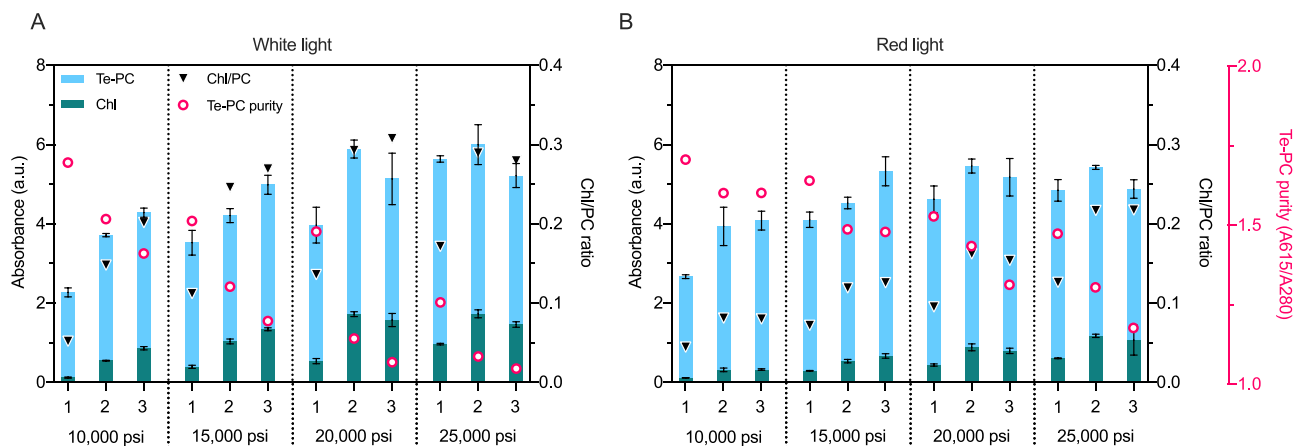 A
White light
8
6
4
2
0
Absorbance (a.u.)
Te-PC
Chl
Chl/PC
Te-PC purity
0.4
0.3
0.2
0.1
0.0
Chl/PC ratio
1 2 3 1 2 3 1 2 3 1 2 3
10,000 psi 15,000 psi 20,000 psi 25,000 psi
B
Red light
8
6
4
2
0
Absorbance (a.u.)
0.4
0.3
0.2
0.1
0.0
Chl/PC ratio
2.0
1.5
1.0
Te-PC purity (A615/A280)
1 2 3 1 2 3 1 2 3 1 2 3
10,000 psi 15,000 psi 20,000 psi 25,000 psi